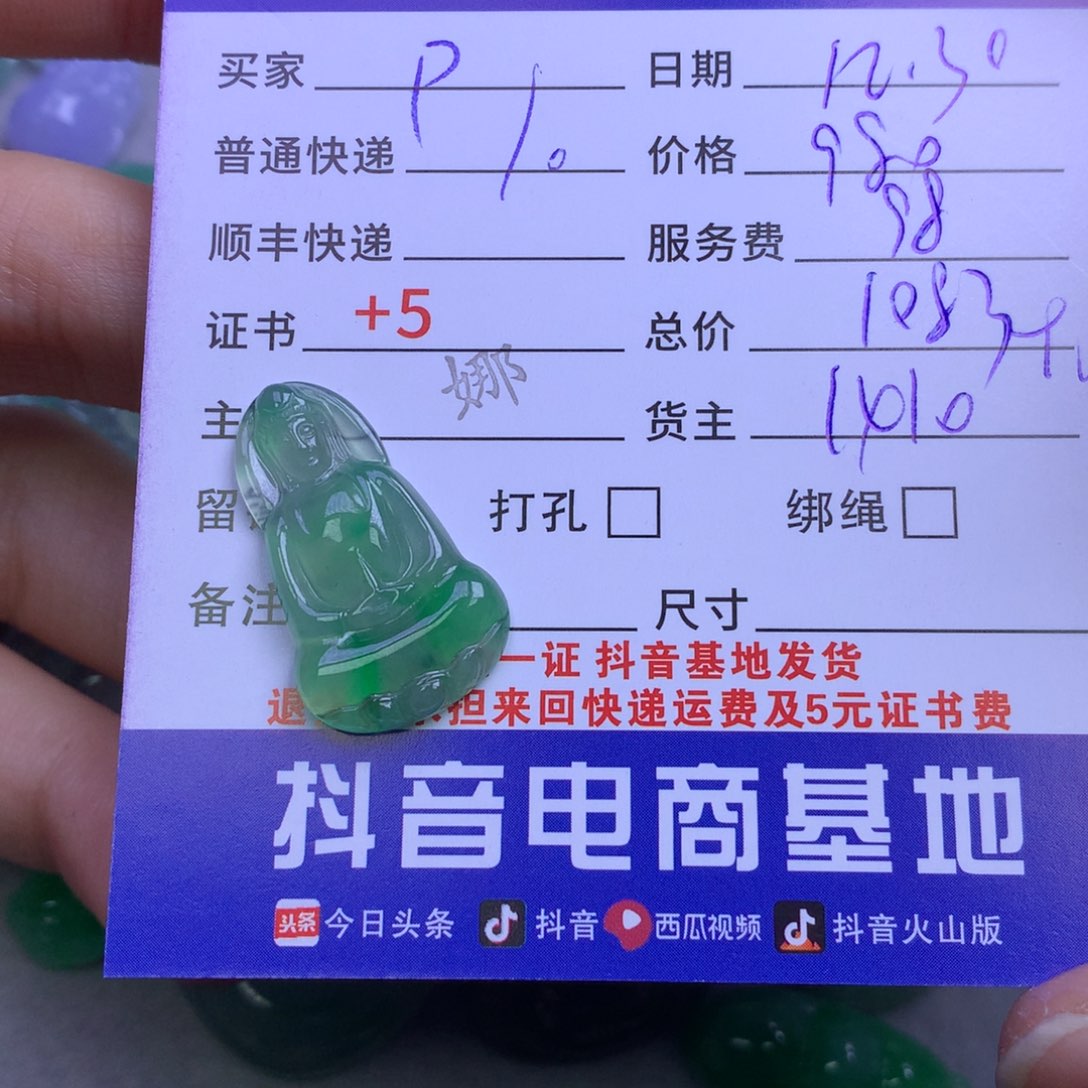 买家 P 日期 12.30
普通快递 10 价格 980
顺丰快递 服务费 98
证书 +5 总价 1083
娜
主 货主 1410
留 打孔 绑绳
备注 尺寸
一证 抖音基地发货
退 担来回快递运费及5元证书费
抖音电商基地
头条 今日头条 抖音 西瓜视频 抖音火山版